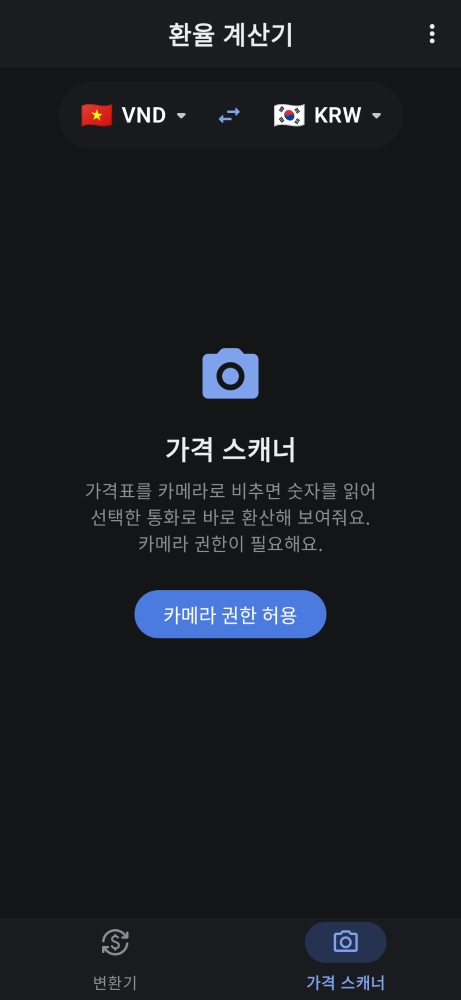 환율 계산기
VND KRW
가격 스캐너
가격표를 카메라로 비추면 숫자를 읽어
선택한 통화로 바로 환산해 보여줘요.
카메라 권한이 필요해요.
카메라 권한 허용
변환기 가격 스캐너